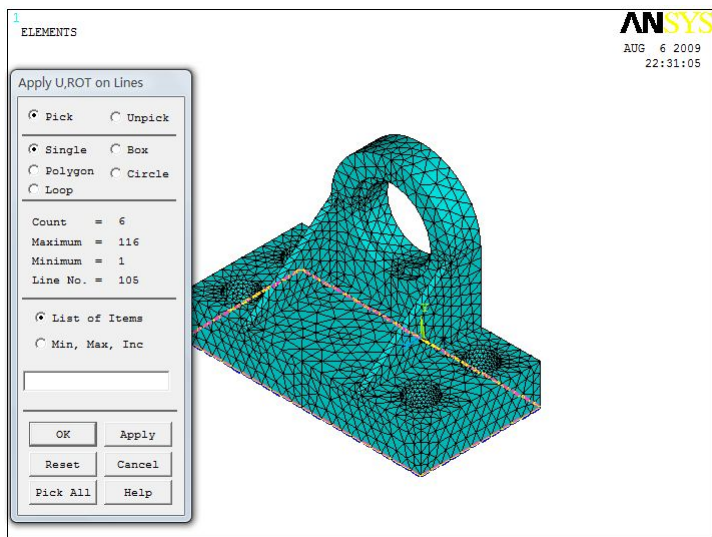 1
ELEMENTS
ANSYS
AUG 6 2009
22:31:05
Apply U,ROT on Lines
Pick Unpick
Single Box
Polygon Circle
Loop
Count = 6
Maximum = 116
Minimum = 1
Line No. = 105
List of Items
Min, Max, Inc
OK Apply
Reset Cancel
Pick All Help